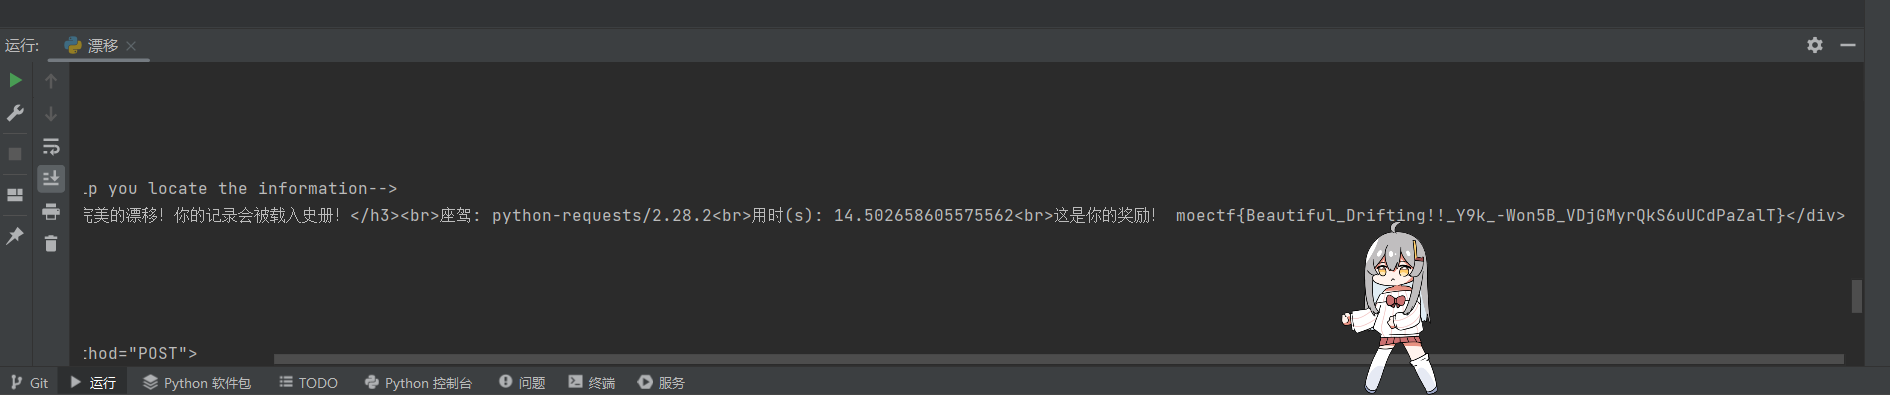 运行: 漂移
p you locate the information-->
完美的漂移! 你的记录会被载入史册! </h3><br>座驾: python-requests/2.28.2<br>用时(s): 14.502658605575562<br>这是你的奖励! moectf{Beautiful_Drifting!!_Y9k_-Won5B_VDjGMyrQkS6uUCdPaZalT}</div>
hod="POST">
Git 运行 Python 软件包 TODO Python 控制台 问题 终端 服务